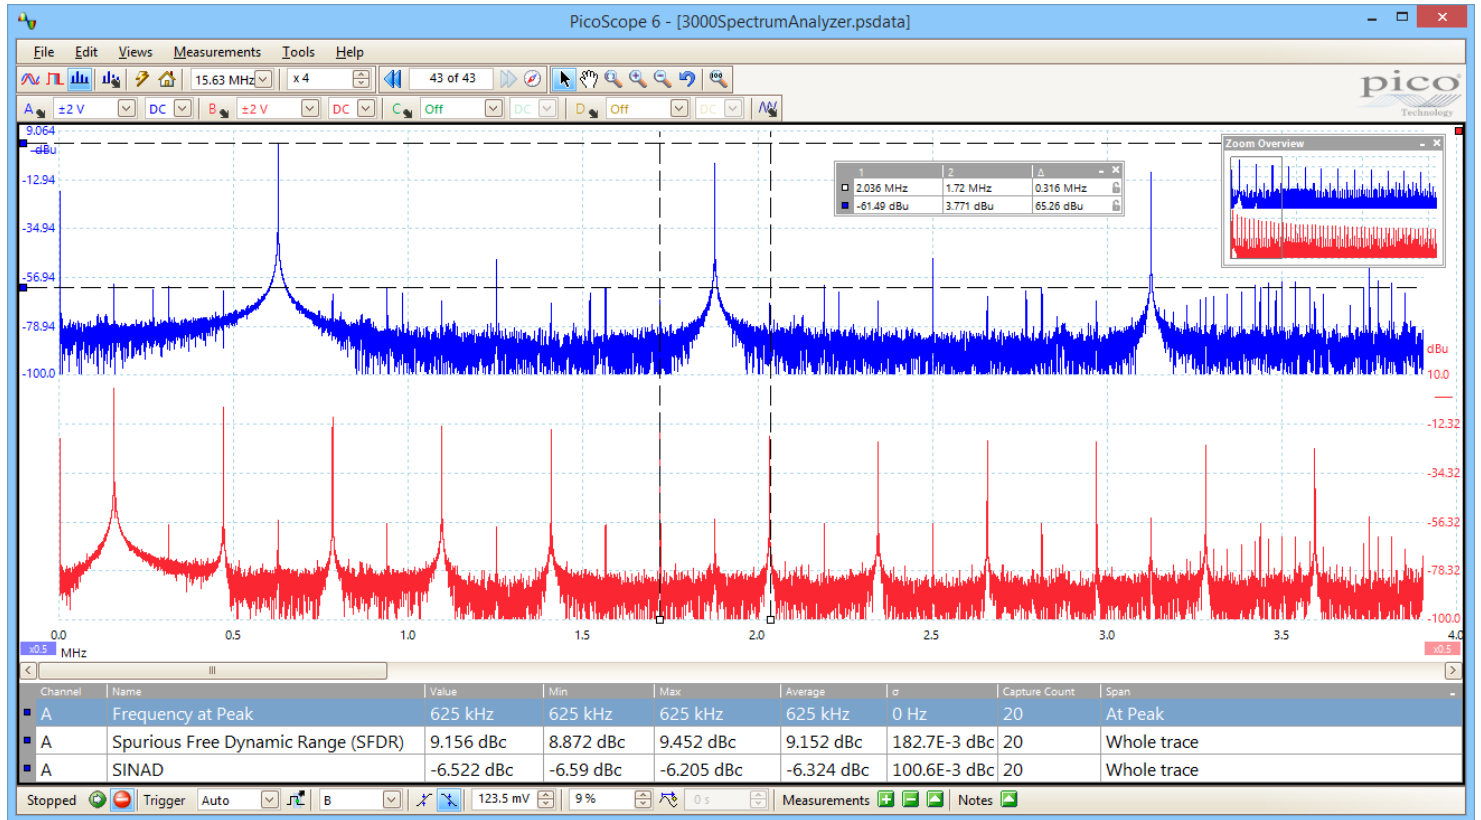 PicoScope 6 - [3000SpectrumAnalyzer.psdata]
File Edit Views Measurements Tools Help
15.63 MHz x 4 43 of 43
pico
Technology
A ±2 V DC B ±2 V DC C Off DC D Off DC
9.064
dBu
-12.94
-34.94
-56.94
-78.94
-100.0
1 2 Δ
2.036 MHz 1.72 MHz 0.316 MHz
-61.49 dBu 3.771 dBu 65.26 dBu
Zoom Overview
dBu
10.0
-12.32
-34.32
-56.32
-78.32
-100.0
0.0 0.5 1.0 1.5 2.0 2.5 3.0 3.5 4.0
x0.5 MHz x0.5
Channel Name Value Min Max Average σ Capture Count Span
A Frequency at Peak 625 kHz 625 kHz 625 kHz 625 kHz 0 Hz 20 At Peak
A Spurious Free Dynamic Range (SFDR) 9.156 dBc 8.872 dBc 9.452 dBc 9.152 dBc 182.7E-3 dBc 20 Whole trace
A SINAD -6.522 dBc -6.59 dBc -6.205 dBc -6.324 dBc 100.6E-3 dBc 20 Whole trace
Stopped Trigger Auto B 123.5 mV 9 % 0 s Measurements Notes